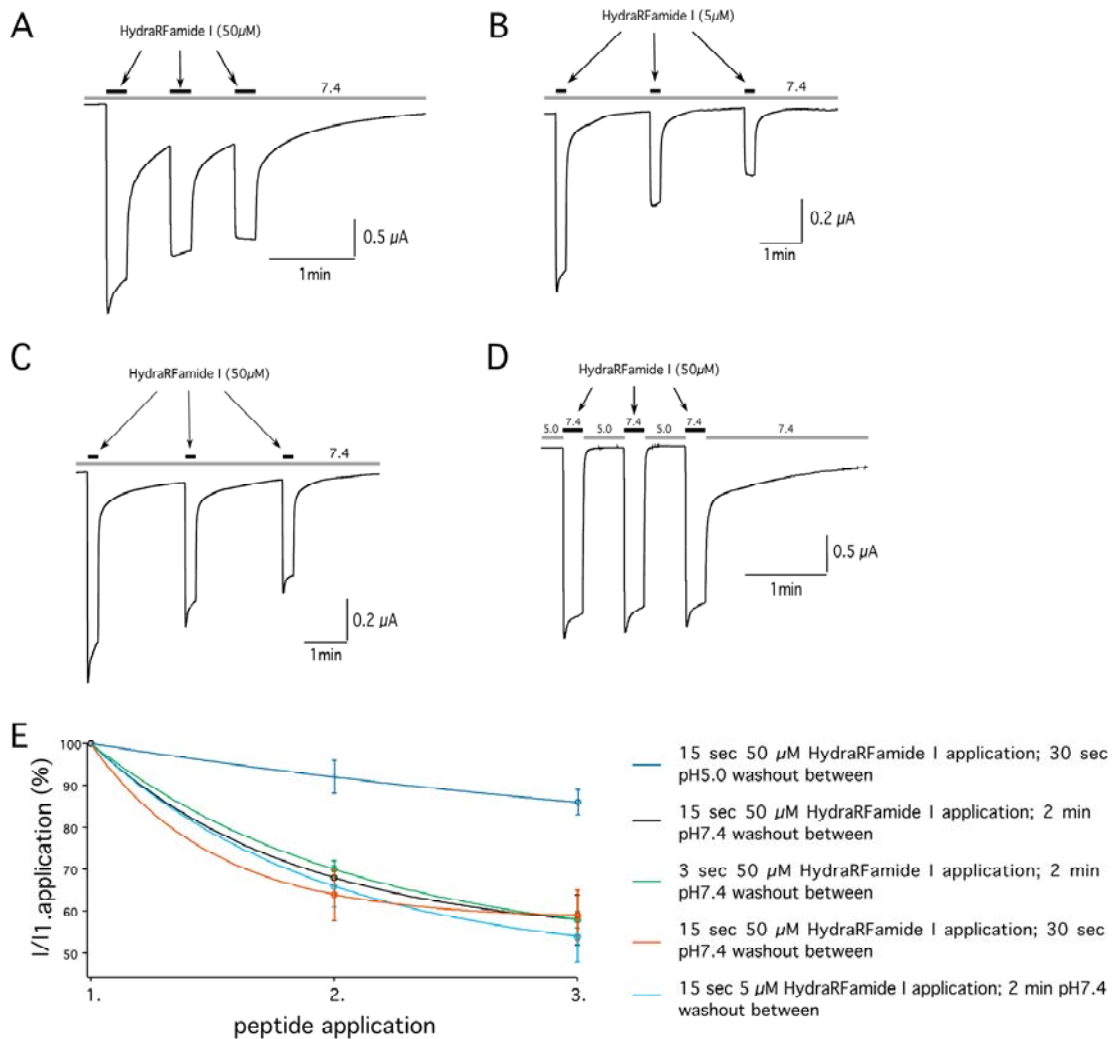 A
HydraRFamide I (50µM)
7.4
0.5 µA
1min
B
HydraRFamide I (5µM)
7.4
0.2 µA
1min
C
HydraRFamide I (50µM)
7.4
0.2 µA
1min
D
HydraRFamide I (50µM)
5.0 7.4 5.0 7.4 5.0 7.4 7.4
0.5 µA
1min
E
I/I1.application (%)
100
90
80
70
60
50
1. 2. 3.
peptide application
15 sec 50 µM HydraRFamide I application; 30 sec
pH5.0 washout between
15 sec 50 µM HydraRFamide I application; 2 min
pH7.4 washout between
3 sec 50 µM HydraRFamide I application; 2 min
pH7.4 washout between
15 sec 50 µM HydraRFamide I application; 30 sec
pH7.4 washout between
15 sec 5 µM HydraRFamide I application; 2 min pH7.4
washout between